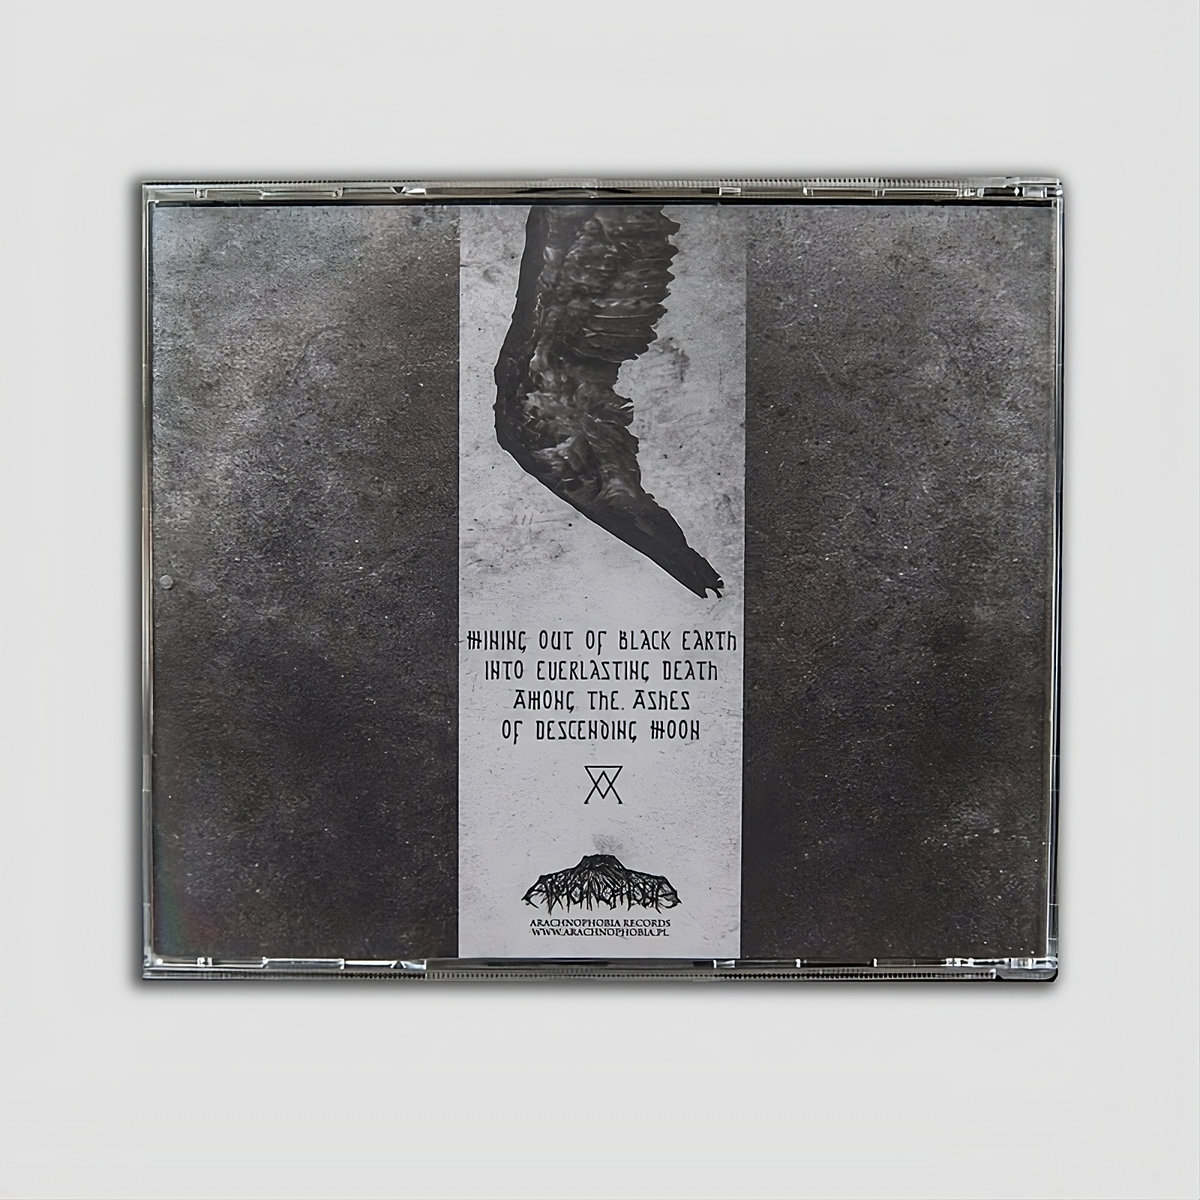 MINING OUT OF BLACK EARTH
INTO EVERLASTING DEATH
AMONG THE ASHES
OF DESCENDING MOON
ARACHNOPHOBIA
ARACHNOPHOBIA RECORDS
WWW.ARACHNOPHOBIA.PL